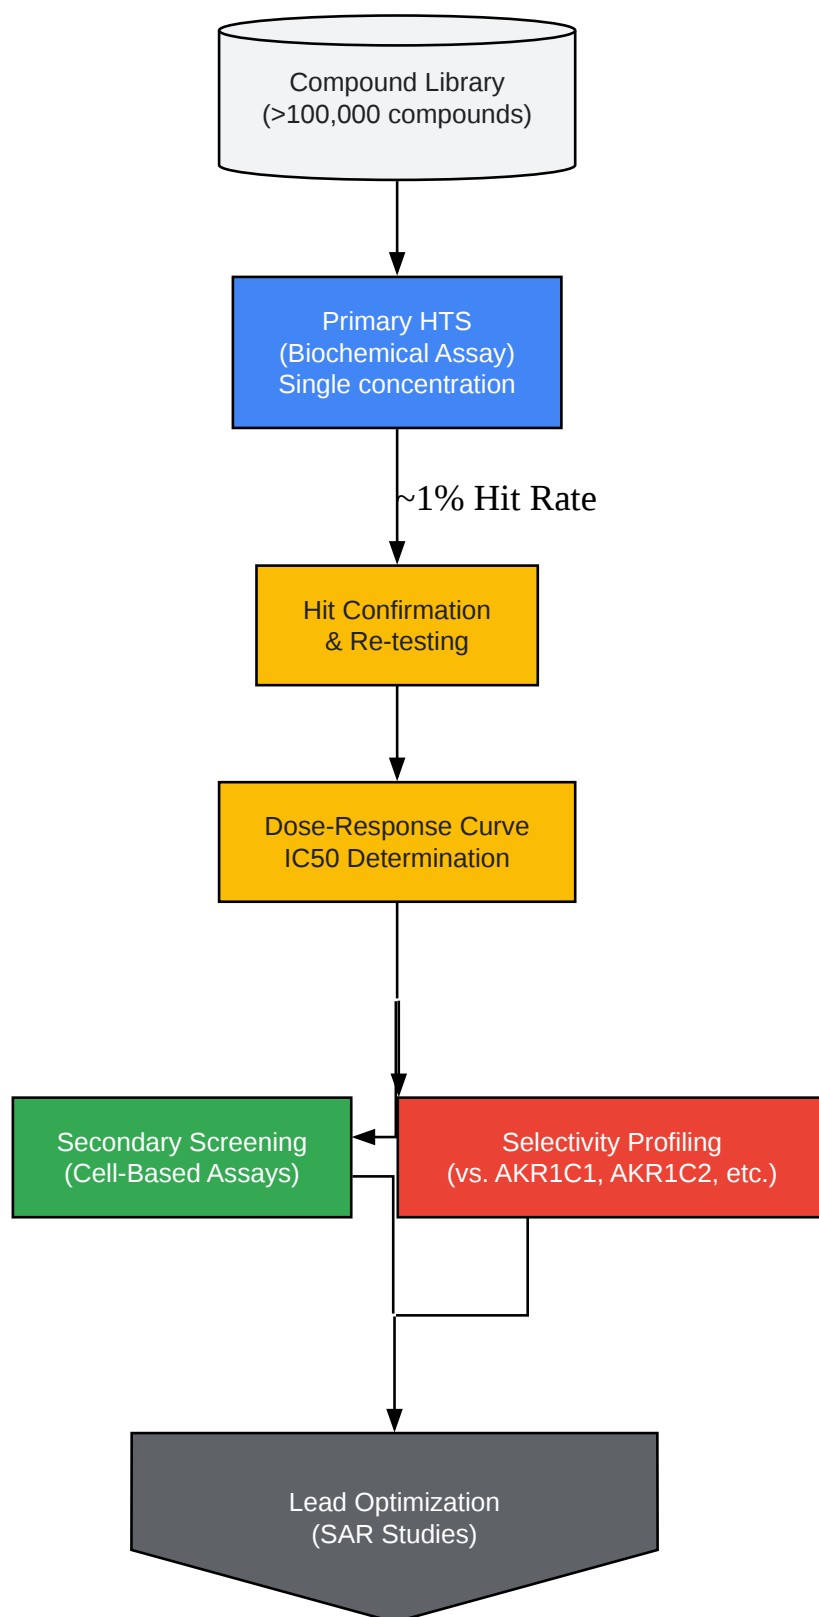 Compound Library
(>100,000 compounds)
Primary HTS
(Biochemical Assay)
Single concentration
~1% Hit Rate
Hit Confirmation
& Re-testing
Dose-Response Curve
IC50 Determination
Secondary Screening
(Cell-Based Assays)
Selectivity Profiling
(vs. AKR1C1, AKR1C2, etc.)
Lead Optimization
(SAR Studies)